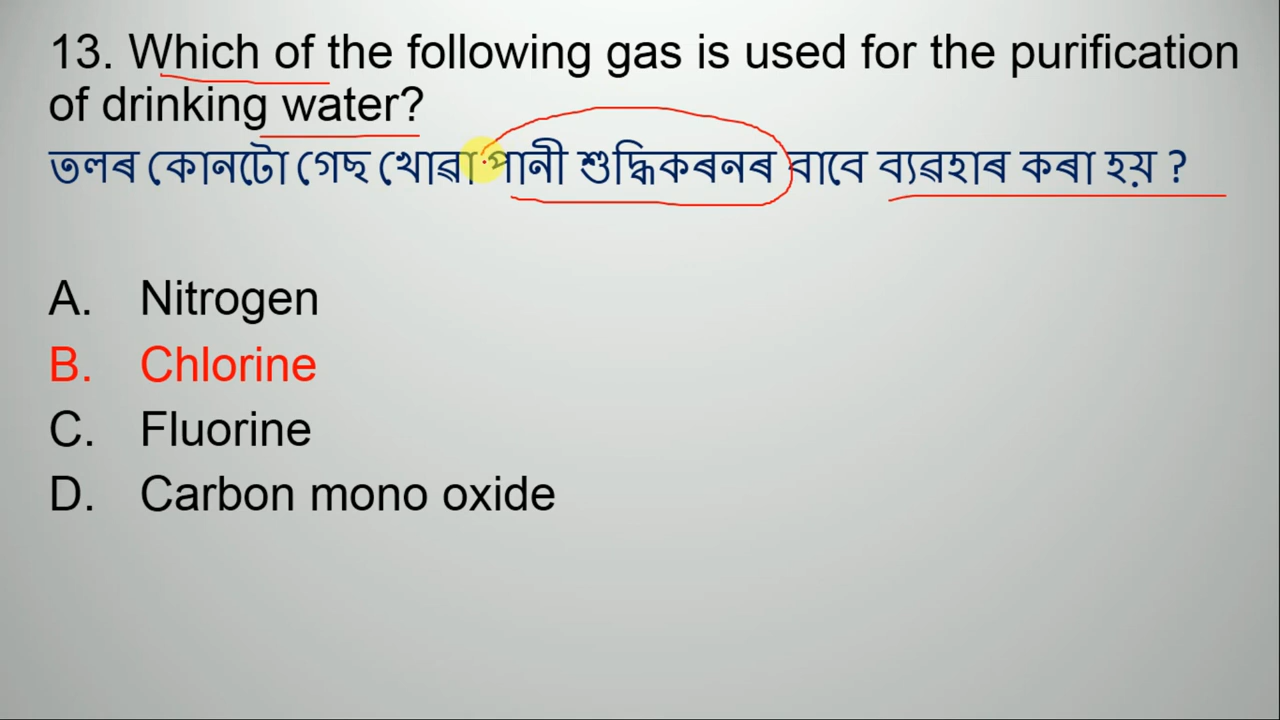 13. Which of the following gas is used for the purification
of drinking water?
তলৰ কোনটো গেছ খোৱা পানী শুদ্ধিকৰনৰ বাবে ব্যৱহাৰ কৰা হয় ?
A. Nitrogen
B. Chlorine
C. Fluorine
D. Carbon mono oxide